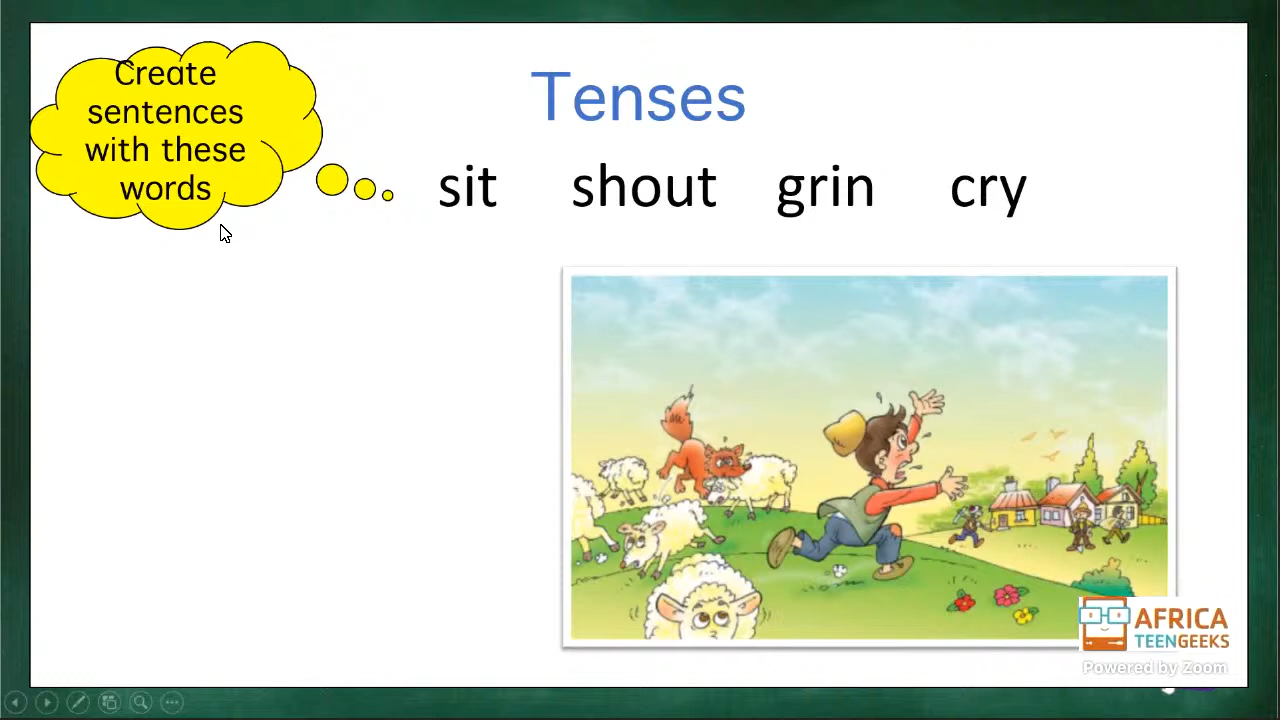 Create
sentences
with these
words
Tenses
sit shout grin cry
AFRICA
TEENGEEKS
Powered by Zoom